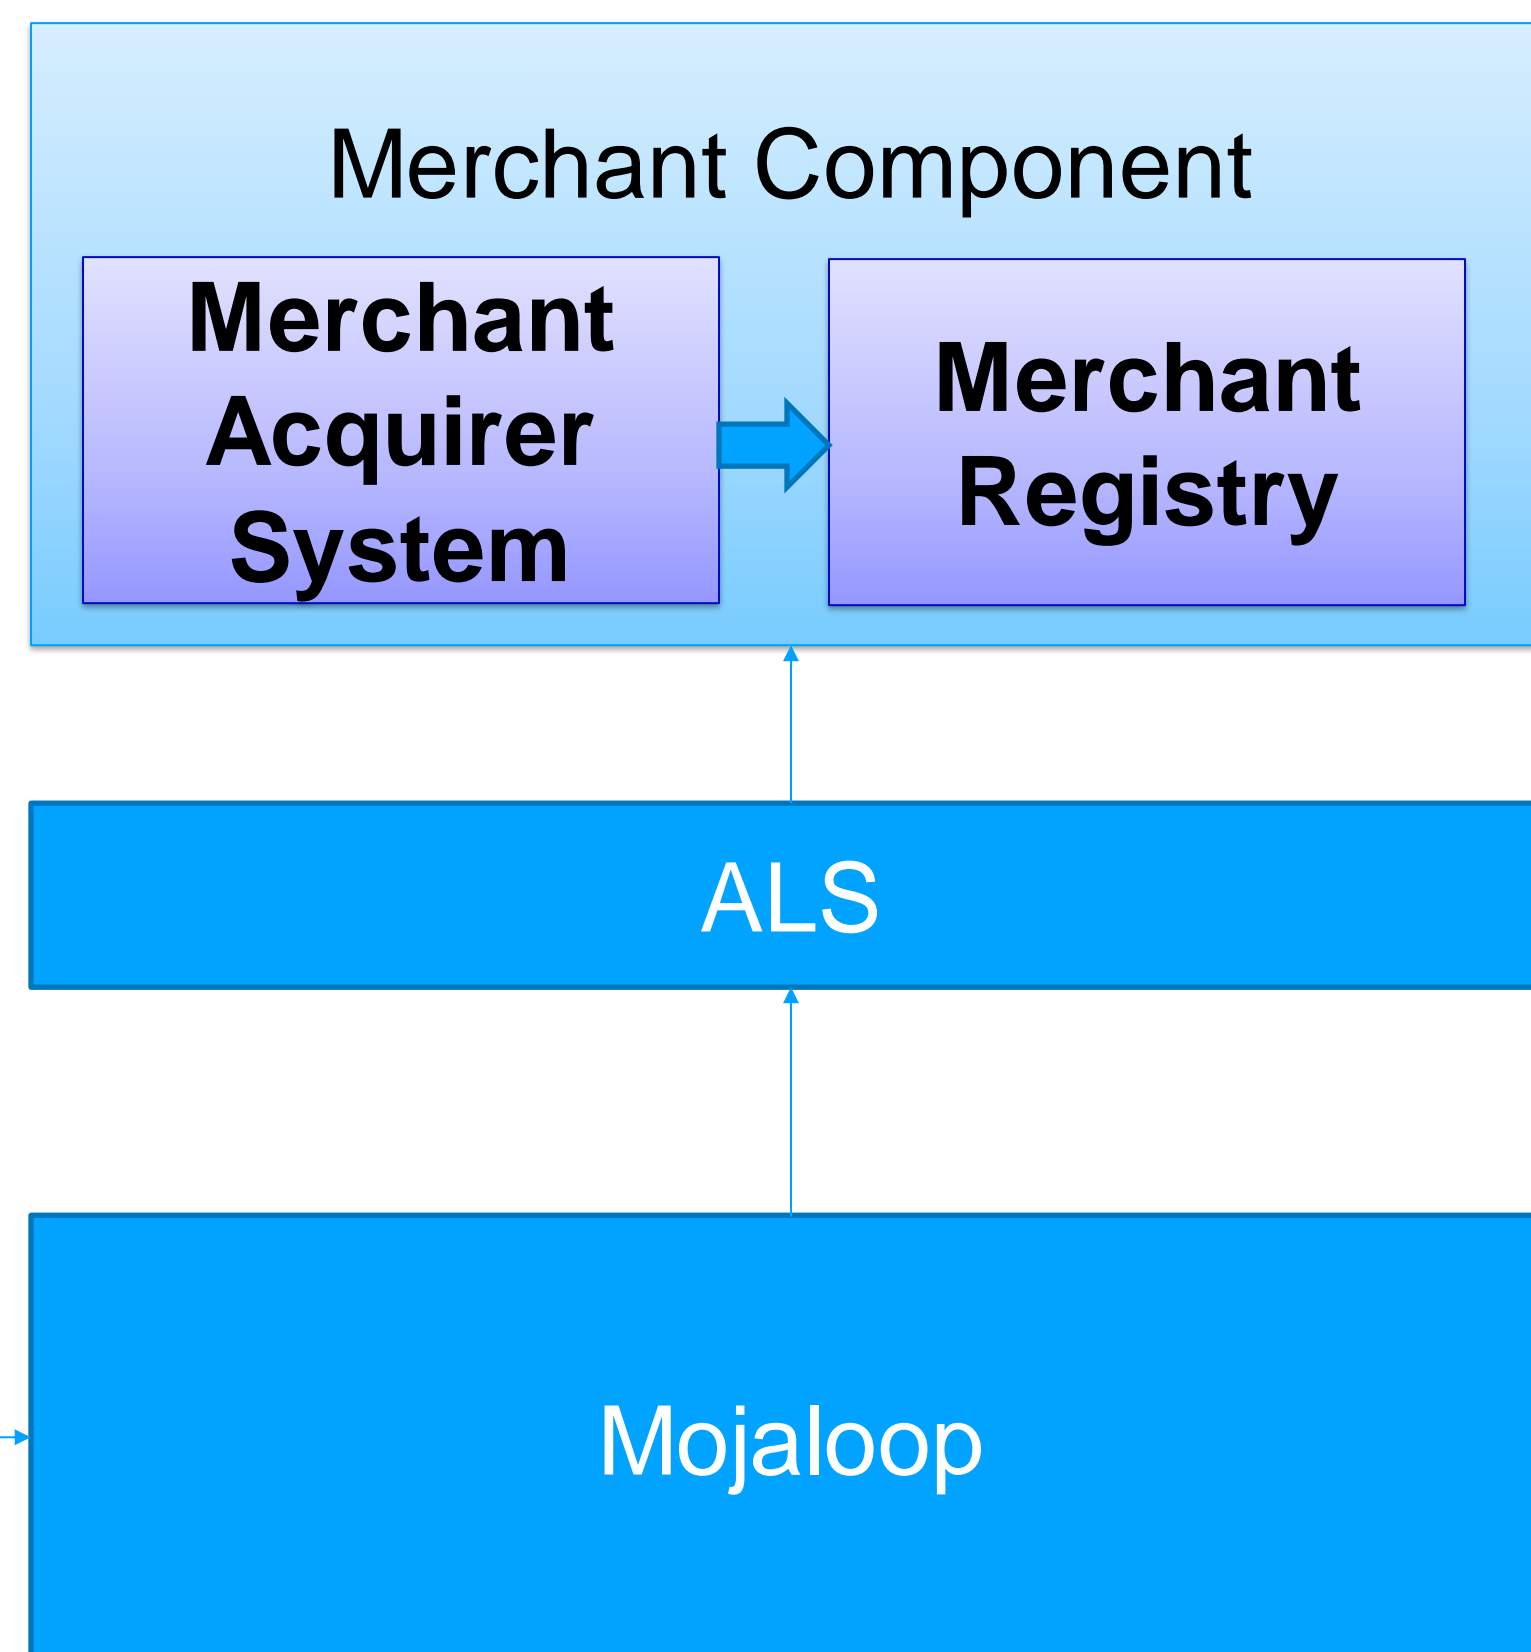 Merchant Component
Merchant
Acquirer
System
Merchant
Registry
ALS
Mojaloop